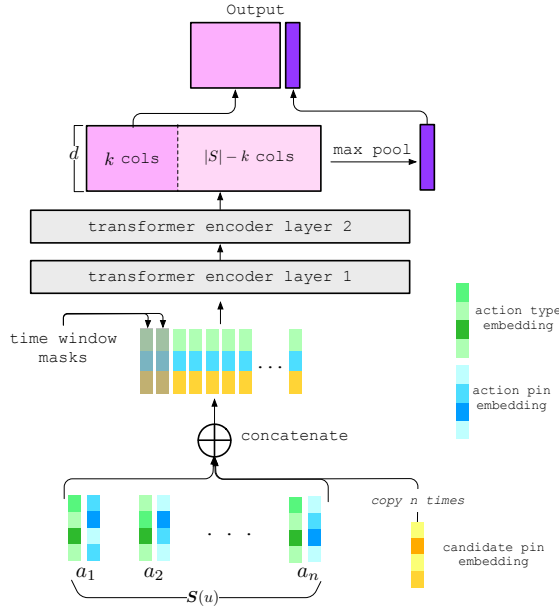 Output
d
k cols
|S| − k cols
max pool
transformer encoder layer 2
transformer encoder layer 1
time window
masks
...
action type
embedding
action pin
embedding
concatenate
copy n times
. . .
candidate pin
embedding
a1
a2
an
S(u)